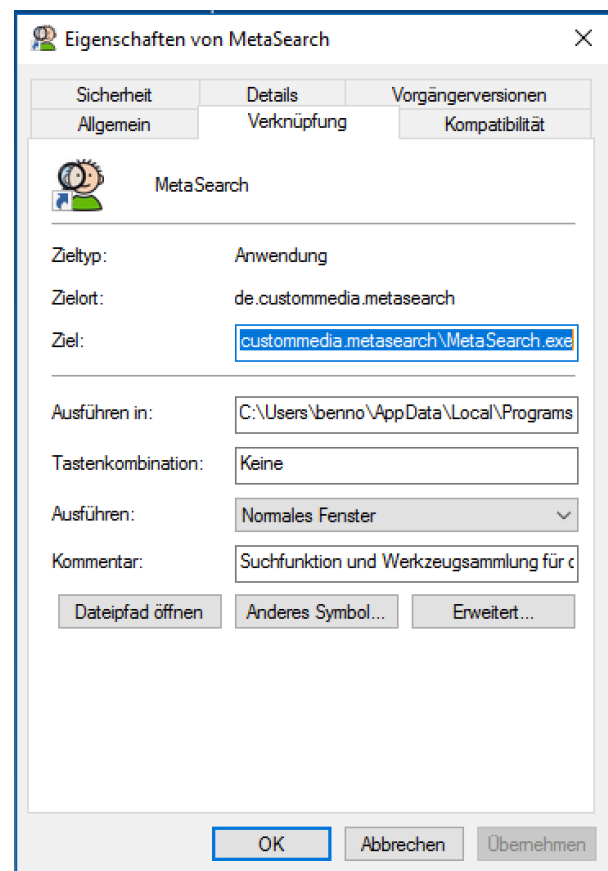 Eigenschaften von MetaSearch
Sicherheit Details Vorgängerversionen
Allgemein Verknüpfung Kompatibilität
MetaSearch
Zieltyp: Anwendung
Zielort: de.custommedia.metasearch
Ziel: custommedia.metasearch\MetaSearch.exe
Ausführen in: C:\Users\benno\AppData\Local\Programs
Tastenkombination: Keine
Ausführen: Normales Fenster
Kommentar: Suchfunktion und Werkzeugsammlung für
Dateipfad öffnen Anderes Symbol... Erweitert...
OK Abbrechen Übernehmen